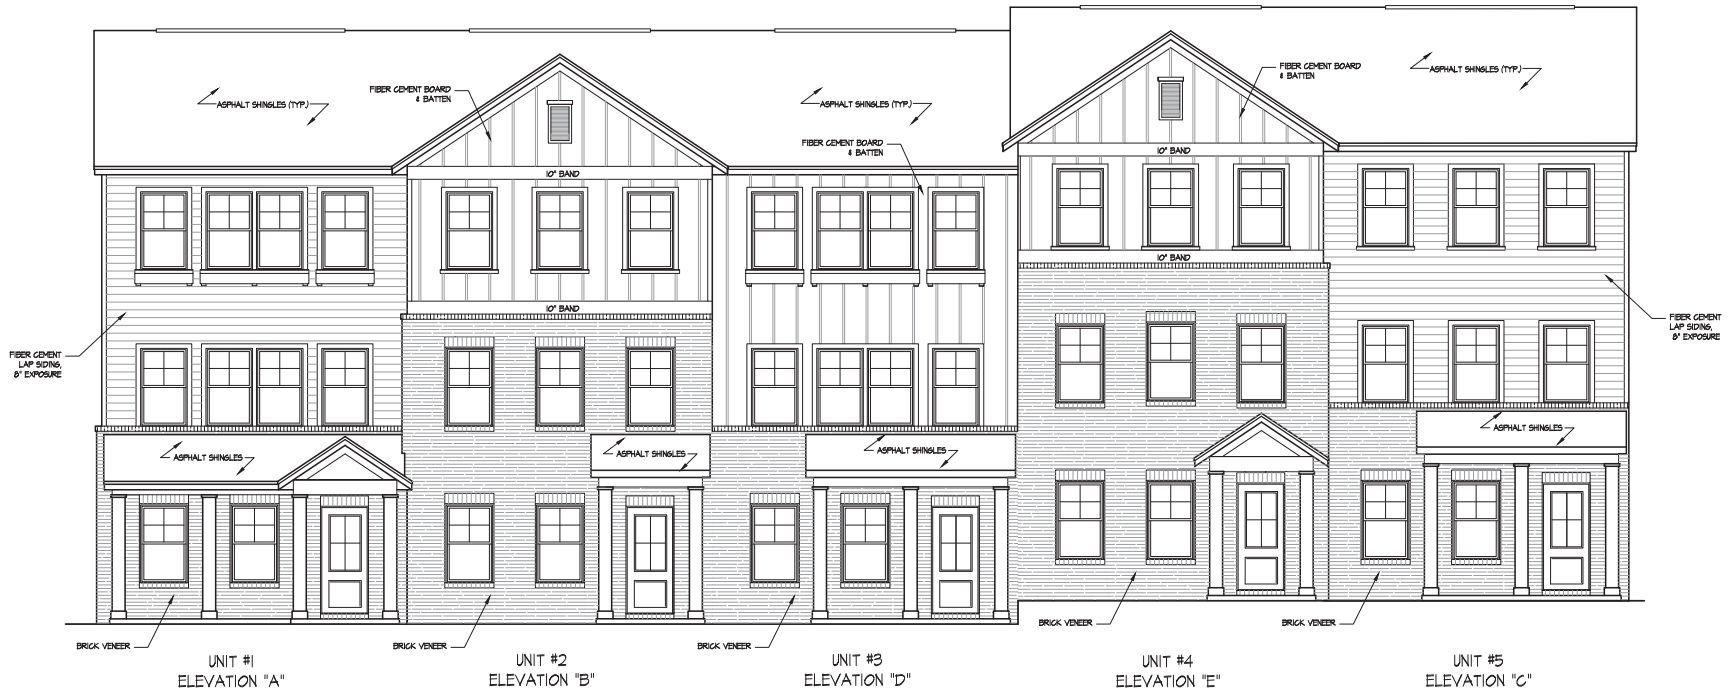 ASPHALT SHINGLES (TYP.)
FIBER CEMENT BOARD
& BATTEN
ASPHALT SHINGLES (TYP.)
FIBER CEMENT BOARD
& BATTEN
FIBER CEMENT BOARD
& BATTEN
ASPHALT SHINGLES (TYP.)
10" BAND
10" BAND
10" BAND
10" BAND
FIBER CEMENT
LAP SIDING,
8" EXPOSURE
FIBER CEMENT
LAP SIDING,
8" EXPOSURE
ASPHALT SHINGLES
ASPHALT SHINGLES
ASPHALT SHINGLES
ASPHALT SHINGLES
BRICK VENEER
BRICK VENEER
BRICK VENEER
BRICK VENEER
BRICK VENEER
UNIT #1
ELEVATION "A"
UNIT #2
ELEVATION "B"
UNIT #3
ELEVATION "D"
UNIT #4
ELEVATION "E"
UNIT #5
ELEVATION "C"